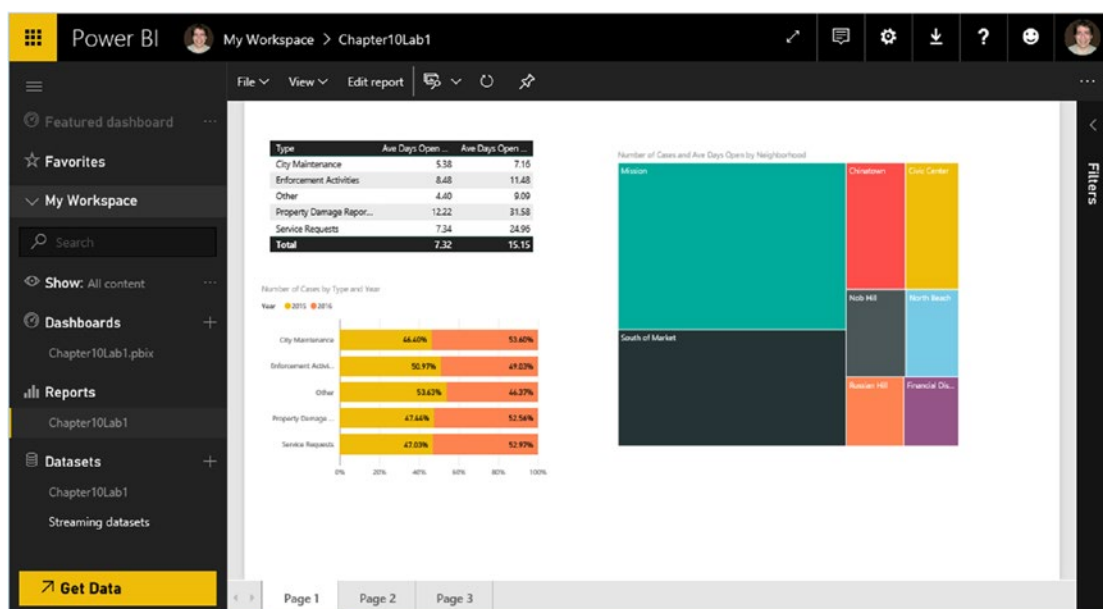 Power BI
My Workspace > Chapter10Lab1
?
File View Edit report
...
Featured dashboard ...
Favorites
My Workspace
Search
Show: All content ...
Dashboards +
Chapter10Lab1.pbix
Reports
Chapter10Lab1
Datasets +
Chapter10Lab1
Streaming datasets
Get Data
Type Ave Days Open ... Ave Days Open ...
City Maintenance 5.38 7.16
Enforcement Activities 8.48 11.48
Other 4.40 9.09
Property Damage Repor... 12.22 31.58
Service Requests 7.34 24.96
Total 7.32 15.15
Number of Cases by Type and Year
Year 2015 2016
City Maintenance 46.40% 53.60%
Enforcement Activi... 50.97% 49.03%
Other 53.63% 46.37%
Property Damage ... 47.44% 52.56%
Service Requests 47.03% 52.97%
0% 20% 40% 60% 80% 100%
Number of Cases and Ave Days Open by Neighborhood
Mission
Chinatown
Civic Center
South of Market
Nob Hill
North Beach
Russian Hill
Financial Dis...
Filters
Page 1 Page 2 Page 3